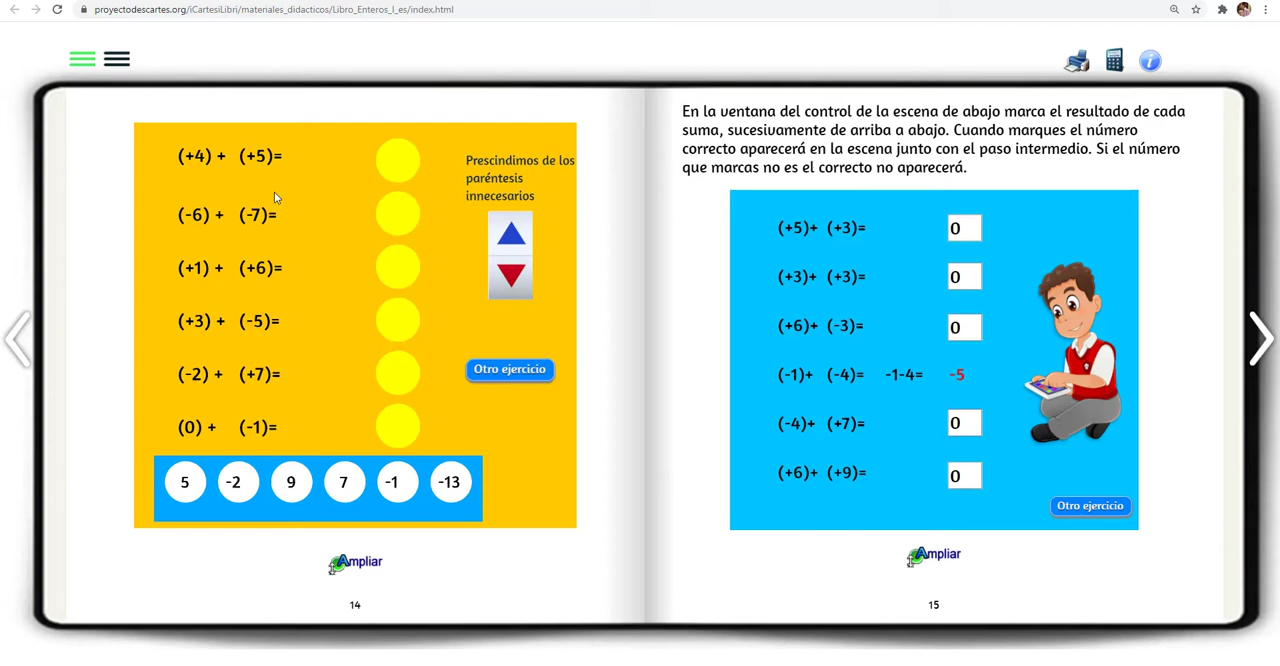 proyectodescartes.org/iCartesiLibri/materiales_didacticos/Libro_Enteros_I_es/index.html
(+4) + (+5)=
(-6) + (-7)=
(+1) + (+6)=
(+3) + (-5)=
(-2) + (+7)=
(0) + (-1)=
5 -2 9 7 -1 -13
Prescindimos de los
paréntesis
innecesarios
Otro ejercicio
Ampliar
14
En la ventana del control de la escena de abajo marca el resultado de cada
suma, sucesivamente de arriba a abajo. Cuando marques el número
correcto aparecerá en la escena junto con el paso intermedio. Si el número
que marcas no es el correcto no aparecerá.
(+5)+ (+3)= 0
(+3)+ (+3)= 0
(+6)+ (-3)= 0
(-1)+ (-4)= -1-4= -5
(-4)+ (+7)= 0
(+6)+ (+9)= 0
Otro ejercicio
Ampliar
15